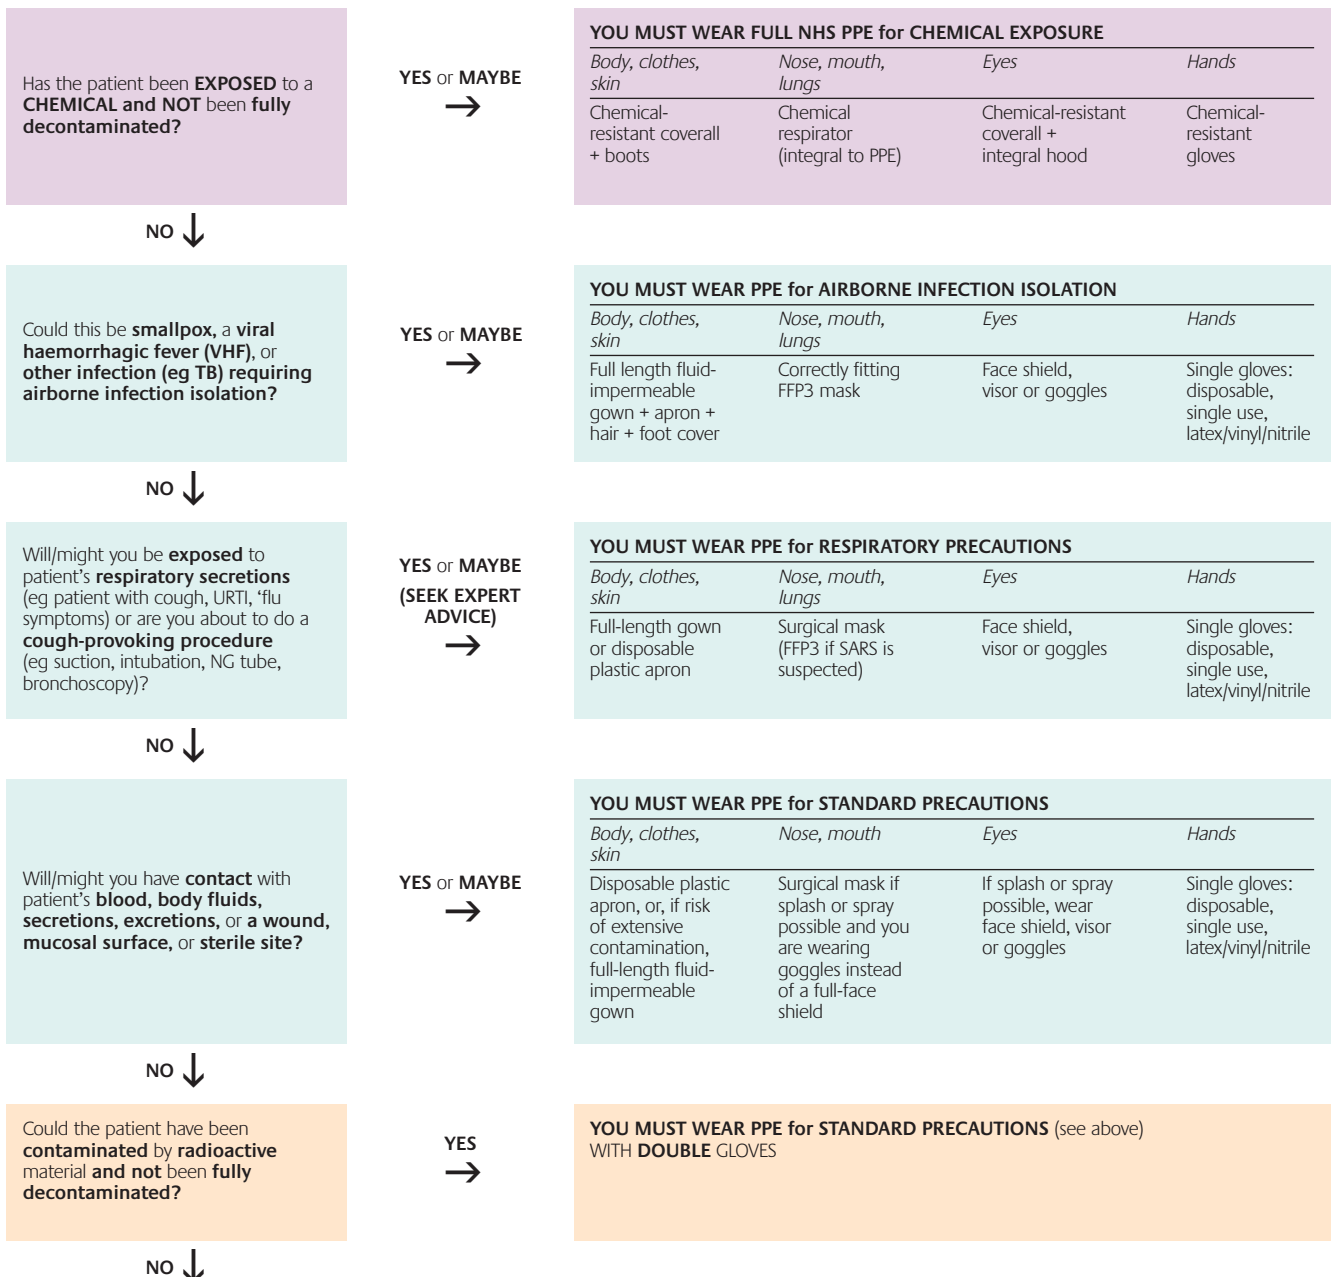 Has the patient been EXPOSED to a
CHEMICAL and NOT been fully
decontaminated?
YES or MAYBE
YOU MUST WEAR FULL NHS PPE for CHEMICAL EXPOSURE
Body, clothes,
skin
Nose, mouth,
lungs
Eyes
Hands
Chemical-
resistant coverall
+ boots
Chemical
respirator
(integral to PPE)
Chemical-resistant
coverall +
integral hood
Chemical-
resistant
gloves
NO
Could this be smallpox, a viral
haemorrhagic fever (VHF), or
other infection (eg TB) requiring
airborne infection isolation?
YES or MAYBE
YOU MUST WEAR PPE for AIRBORNE INFECTION ISOLATION
Body, clothes,
skin
Nose, mouth,
lungs
Eyes
Hands
Full length fluid-
impermeable
gown + apron +
hair + foot cover
Correctly fitting
FFP3 mask
Face shield,
visor or goggles
Single gloves:
disposable,
single use,
latex/vinyl/nitrile
NO
Will/might you be exposed to
patient's respiratory secretions
(eg patient with cough, URTI, 'flu
symptoms) or are you about to do a
cough-provoking procedure
(eg suction, intubation, NG tube,
bronchoscopy)?
YES or MAYBE
(SEEK EXPERT
ADVICE)
YOU MUST WEAR PPE for RESPIRATORY PRECAUTIONS
Body, clothes,
skin
Nose, mouth,
lungs
Eyes
Hands
Full-length gown
or disposable
plastic apron
Surgical mask
(FFP3 if SARS is
suspected)
Face shield,
visor or goggles
Single gloves:
disposable,
single use,
latex/vinyl/nitrile
NO
Will/might you have contact with
patient's blood, body fluids,
secretions, excretions, or a wound,
mucosal surface, or sterile site?
YES or MAYBE
YOU MUST WEAR PPE for STANDARD PRECAUTIONS
Body, clothes,
skin
Nose, mouth
Eyes
Hands
Disposable plastic
apron, or, if risk
of extensive
contamination,
full-length fluid-
impermeable
gown
Surgical mask if
splash or spray
possible and you
are wearing
goggles instead
of a full-face
shield
If splash or spray
possible, wear
face shield, visor
or goggles
Single gloves:
disposable,
single use,
latex/vinyl/nitrile
NO
Could the patient have been
contaminated by radioactive
material and not been fully
decontaminated?
YES
YOU MUST WEAR PPE for STANDARD PRECAUTIONS (see above)
WITH DOUBLE GLOVES
NO